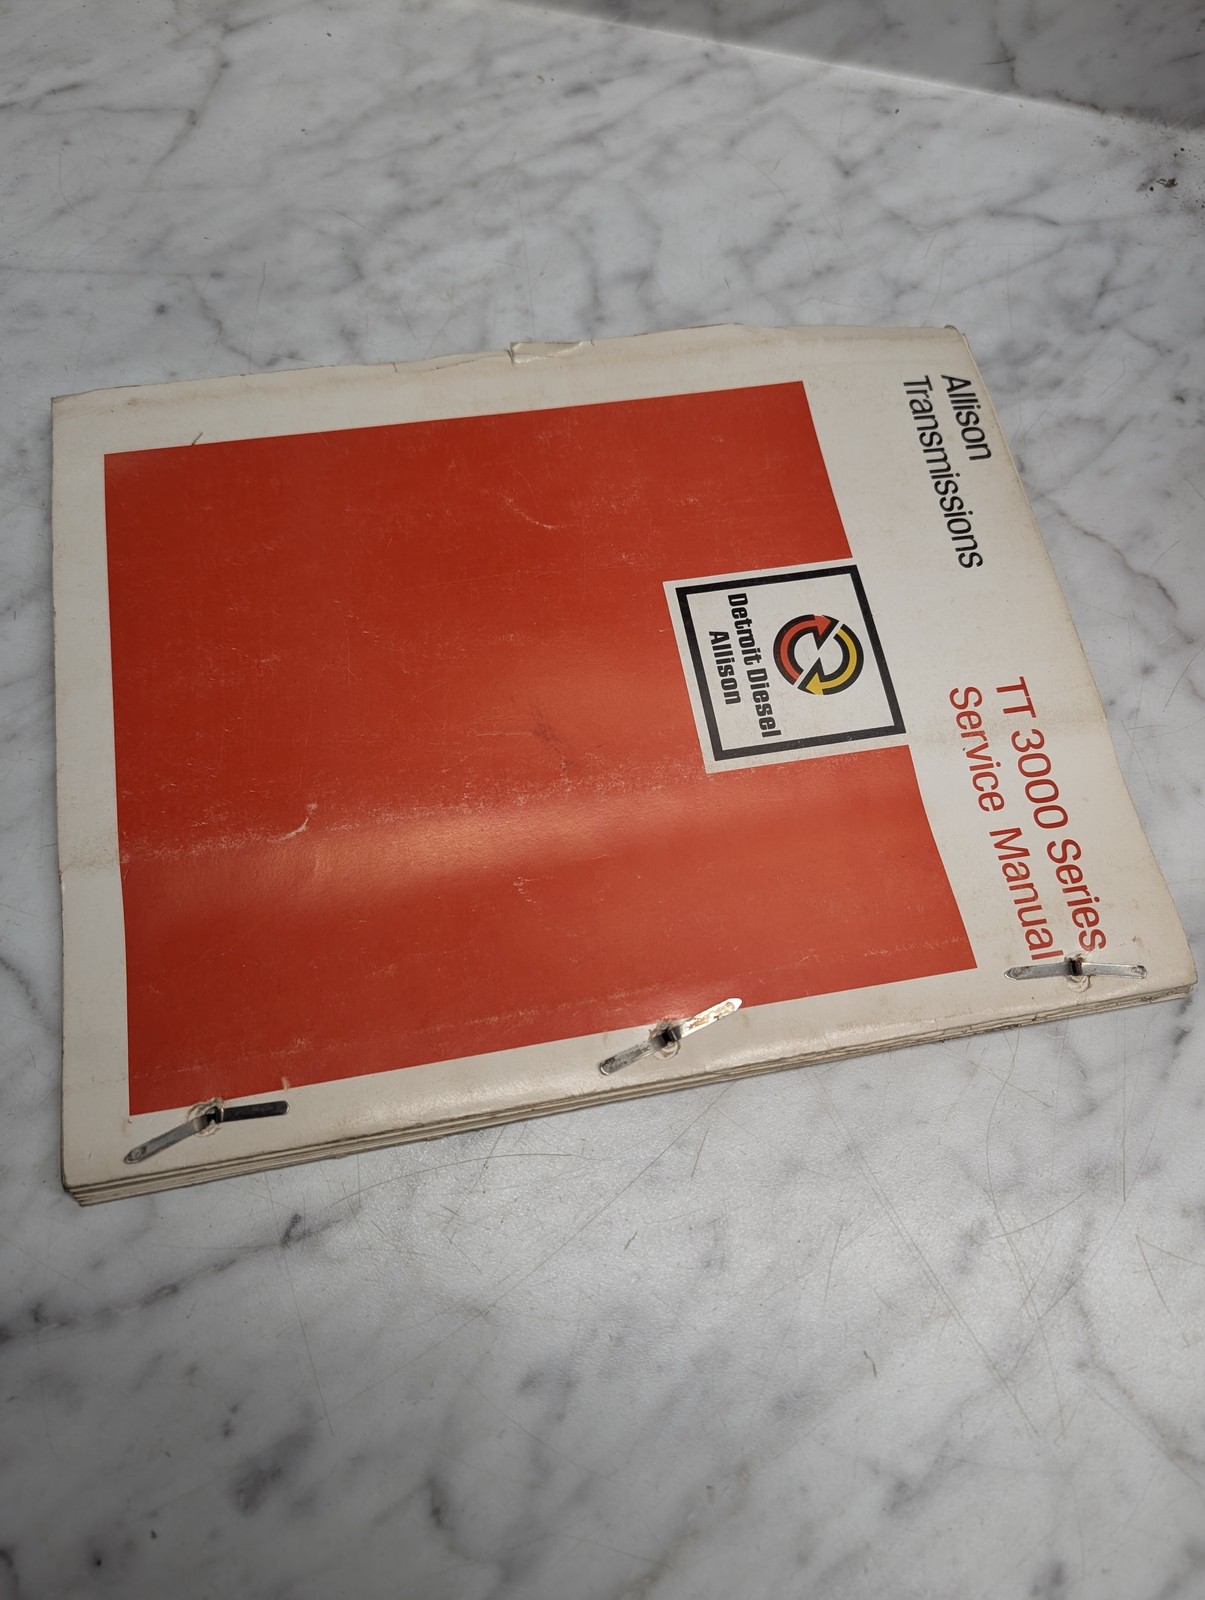 Allison
Transmissions
TT 3000 Series
Service Manual
Detroit Diesel
Allison